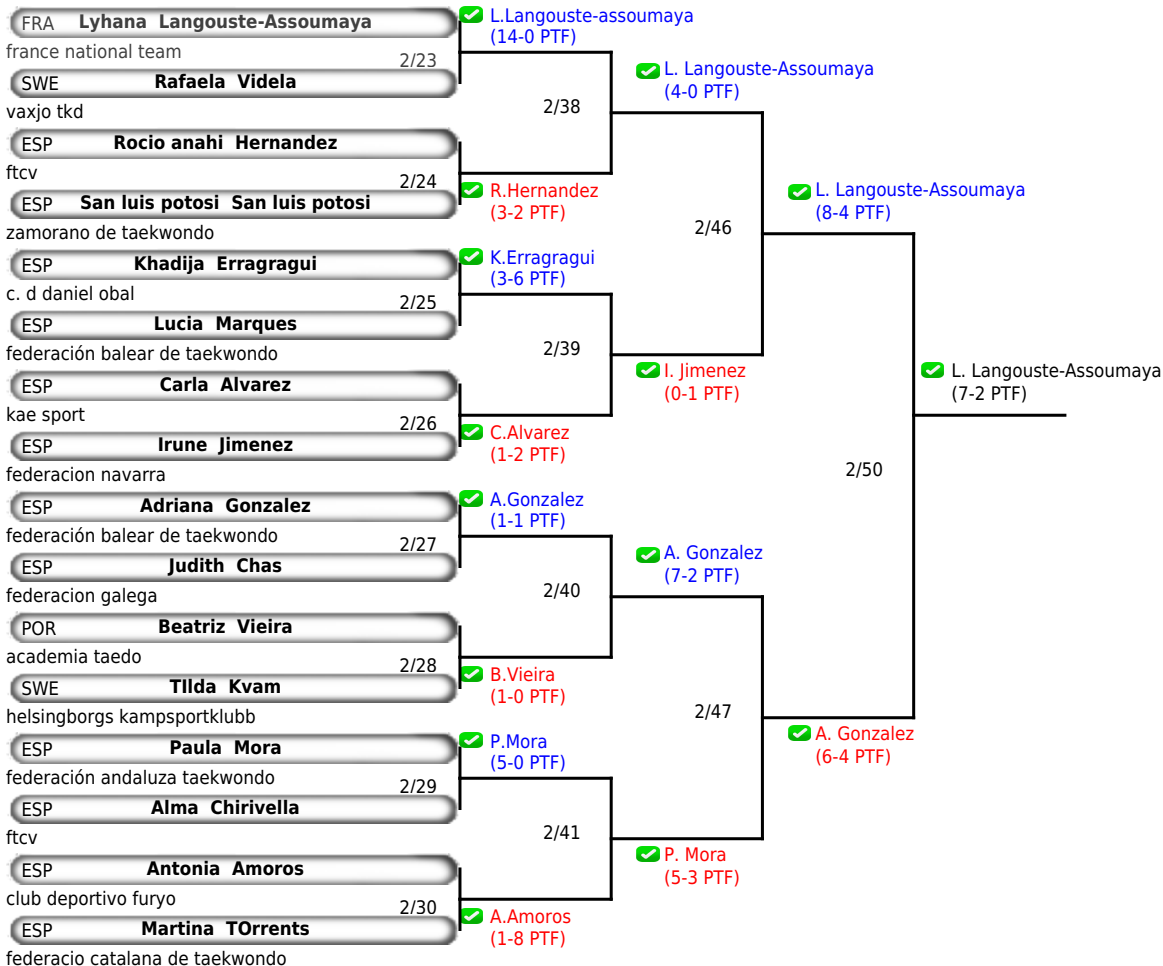 FRA Lyhana Langouste-Assoumaya
france national team
2/23
SWE Rafaela Videla
vaxjo tkd
ESP Rocio anahi Hernandez
ftcv
2/24
ESP San luis potosi San luis potosi
zamorano de taekwondo
ESP Khadija Erragragui
c. d daniel obal
2/25
ESP Lucia Marques
federación balear de taekwondo
ESP Carla Alvarez
kae sport
2/26
ESP Irune Jimenez
federacion navarra
ESP Adriana Gonzalez
federación balear de taekwondo
2/27
ESP Judith Chas
federacion galega
POR Beatriz Vieira
academia taedo
2/28
SWE TIlda Kvam
helsingborgs kampsportklubb
ESP Paula Mora
federación andaluza taekwondo
2/29
ESP Alma Chirivella
ftcv
ESP Antonia Amoros
club deportivo furyo
2/30
ESP Martina TOrrents
federacio catalana de taekwondo
L.Langouste-assoumaya
(14-0 PTF)
2/38
R.Hernandez
(3-2 PTF)
K.Erragragui
(3-6 PTF)
2/39
C.Alvarez
(1-2 PTF)
A.Gonzalez
(1-1 PTF)
2/40
B.Vieira
(1-0 PTF)
P.Mora
(5-0 PTF)
2/41
A.Amoros
(1-8 PTF)
L. Langouste-Assoumaya
(4-0 PTF)
2/46
I. Jimenez
(0-1 PTF)
A. Gonzalez
(7-2 PTF)
2/47
P. Mora
(5-3 PTF)
L. Langouste-Assoumaya
(8-4 PTF)
2/50
A. Gonzalez
(6-4 PTF)
L. Langouste-Assoumaya
(7-2 PTF)